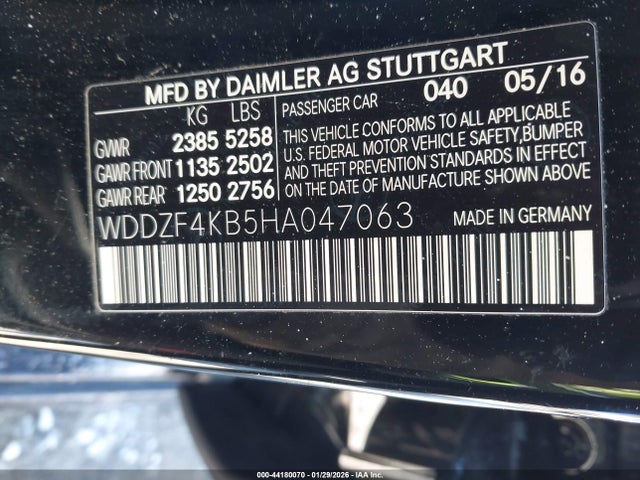 MFD BY DAIMLER AG STUTTGART
KG LBS PASSENGER CAR 040 05/16
GVWR 2385 5258
GAWR FRONT 1135 2502
GAWR REAR 1250 2756
THIS VEHICLE CONFORMS TO ALL APPLICABLE
U.S. FEDERAL MOTOR VEHICLE SAFETY, BUMPER
AND THEFT PREVENTION STANDARDS IN EFFECT
ON THE DATE OF MANUFACTURE SHOWN ABOVE
WDDZF4KB5HA047063 MADE IN GERMANY
000-44180070 | 01/29/2026 | IAA, Inc.